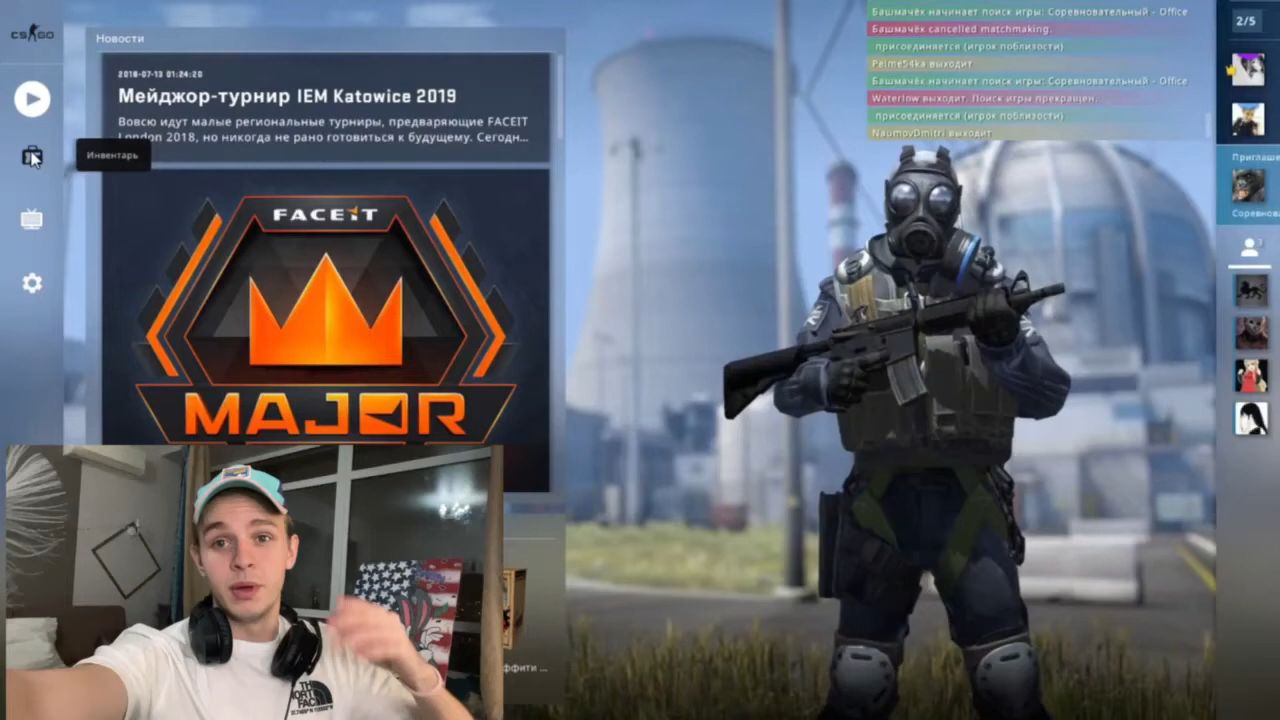 CS GO
Новости
2018-07-13 01:24:20
Мейджор-турнир IEM Katowice 2019
Вовсю идут малые региональные турниры, предваряющие FACEIT
London 2018, но никогда не рано готовиться к будущему. Сегодн...
Инвентарь
FACEIT
MAJOR
Башмачёк начинает поиск игры: Соревновательный - Office
Башмачёк cancelled matchmaking.
присоединяется (игрок поблизости)
Pelme54ka выходит
Башмачёк начинает поиск игры: Соревновательный - Office
Waterlow выходит. Поиск игры прекращен.
присоединяется (игрок поблизости)
NaumovDmitri выходит
2/5
Приглаше
Соревнов
ффити ...
THE
NORTH
FACE